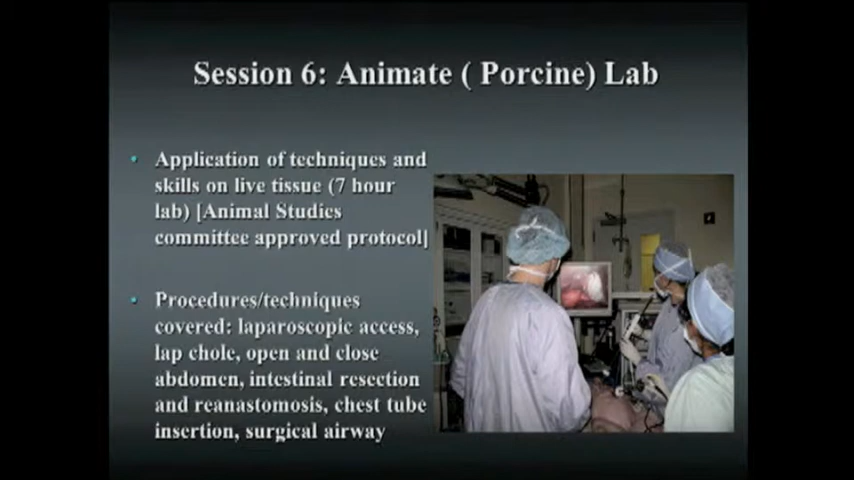 Session 6: Animate ( Porcine) Lab
• Application of techniques and
skills on live tissue (7 hour
lab) [Animal Studies
committee approved protocol]
• Procedures/techniques
covered: laparoscopic access,
lap chole, open and close
abdomen, intestinal resection
and reanastomosis, chest tube
insertion, surgical airway